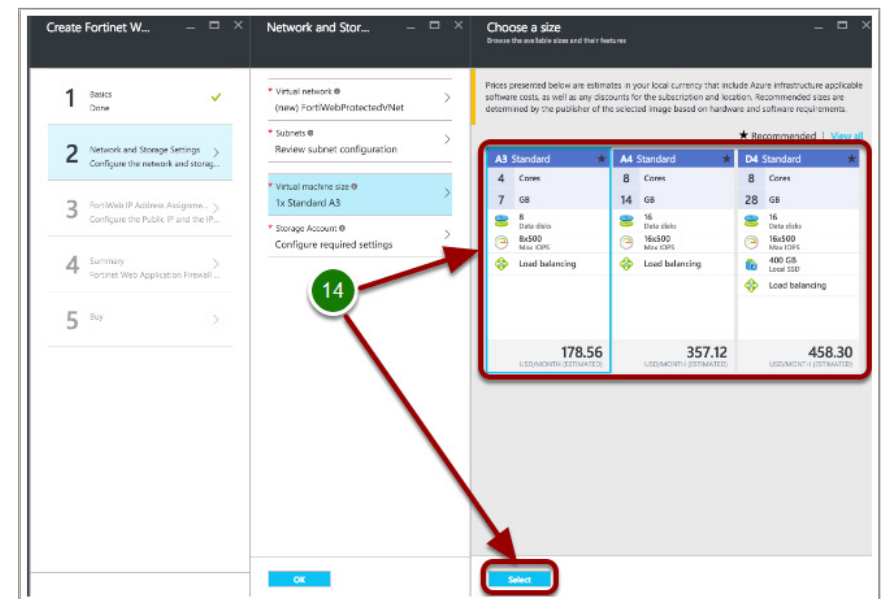 Create Fortinet W...
Network and Stor...
Choose a size
Browse the available sizes and their features
1
Basics
Done
2
Network and Storage Settings
Configure the network and storag...
3
FortiWeb IP Address Assignme...
Configure the Public IP and the IP...
4
Summary
Fortinet Web Application Firewall ...
5
Buy
* Virtual network
(new) FortiWebProtectedVNet
* Subnets
Review subnet configuration
* Virtual machine size
1x Standard A3
* Storage Account
Configure required settings
14
OK
Prices presented below are estimates in your local currency that include Azure infrastructure applicable
software costs, as well as any discounts for the subscription and location. Recommended sizes are
determined by the publisher of the selected image based on hardware and software requirements.
★ Recommended | View all
A3 Standard ★
4 Cores
7 GB
8
Data disks
8x500
Max IOPS
Load balancing
178.56
USD/MONTH (ESTIMATED)
A4 Standard ★
8 Cores
14 GB
16
Data disks
16x500
Max IOPS
Load balancing
357.12
USD/MONTH (ESTIMATED)
D4 Standard ★
8 Cores
28 GB
16
Data disks
16x500
Max IOPS
400 GB
Local SSD
Load balancing
458.30
USD/MONTH (ESTIMATED)
Select